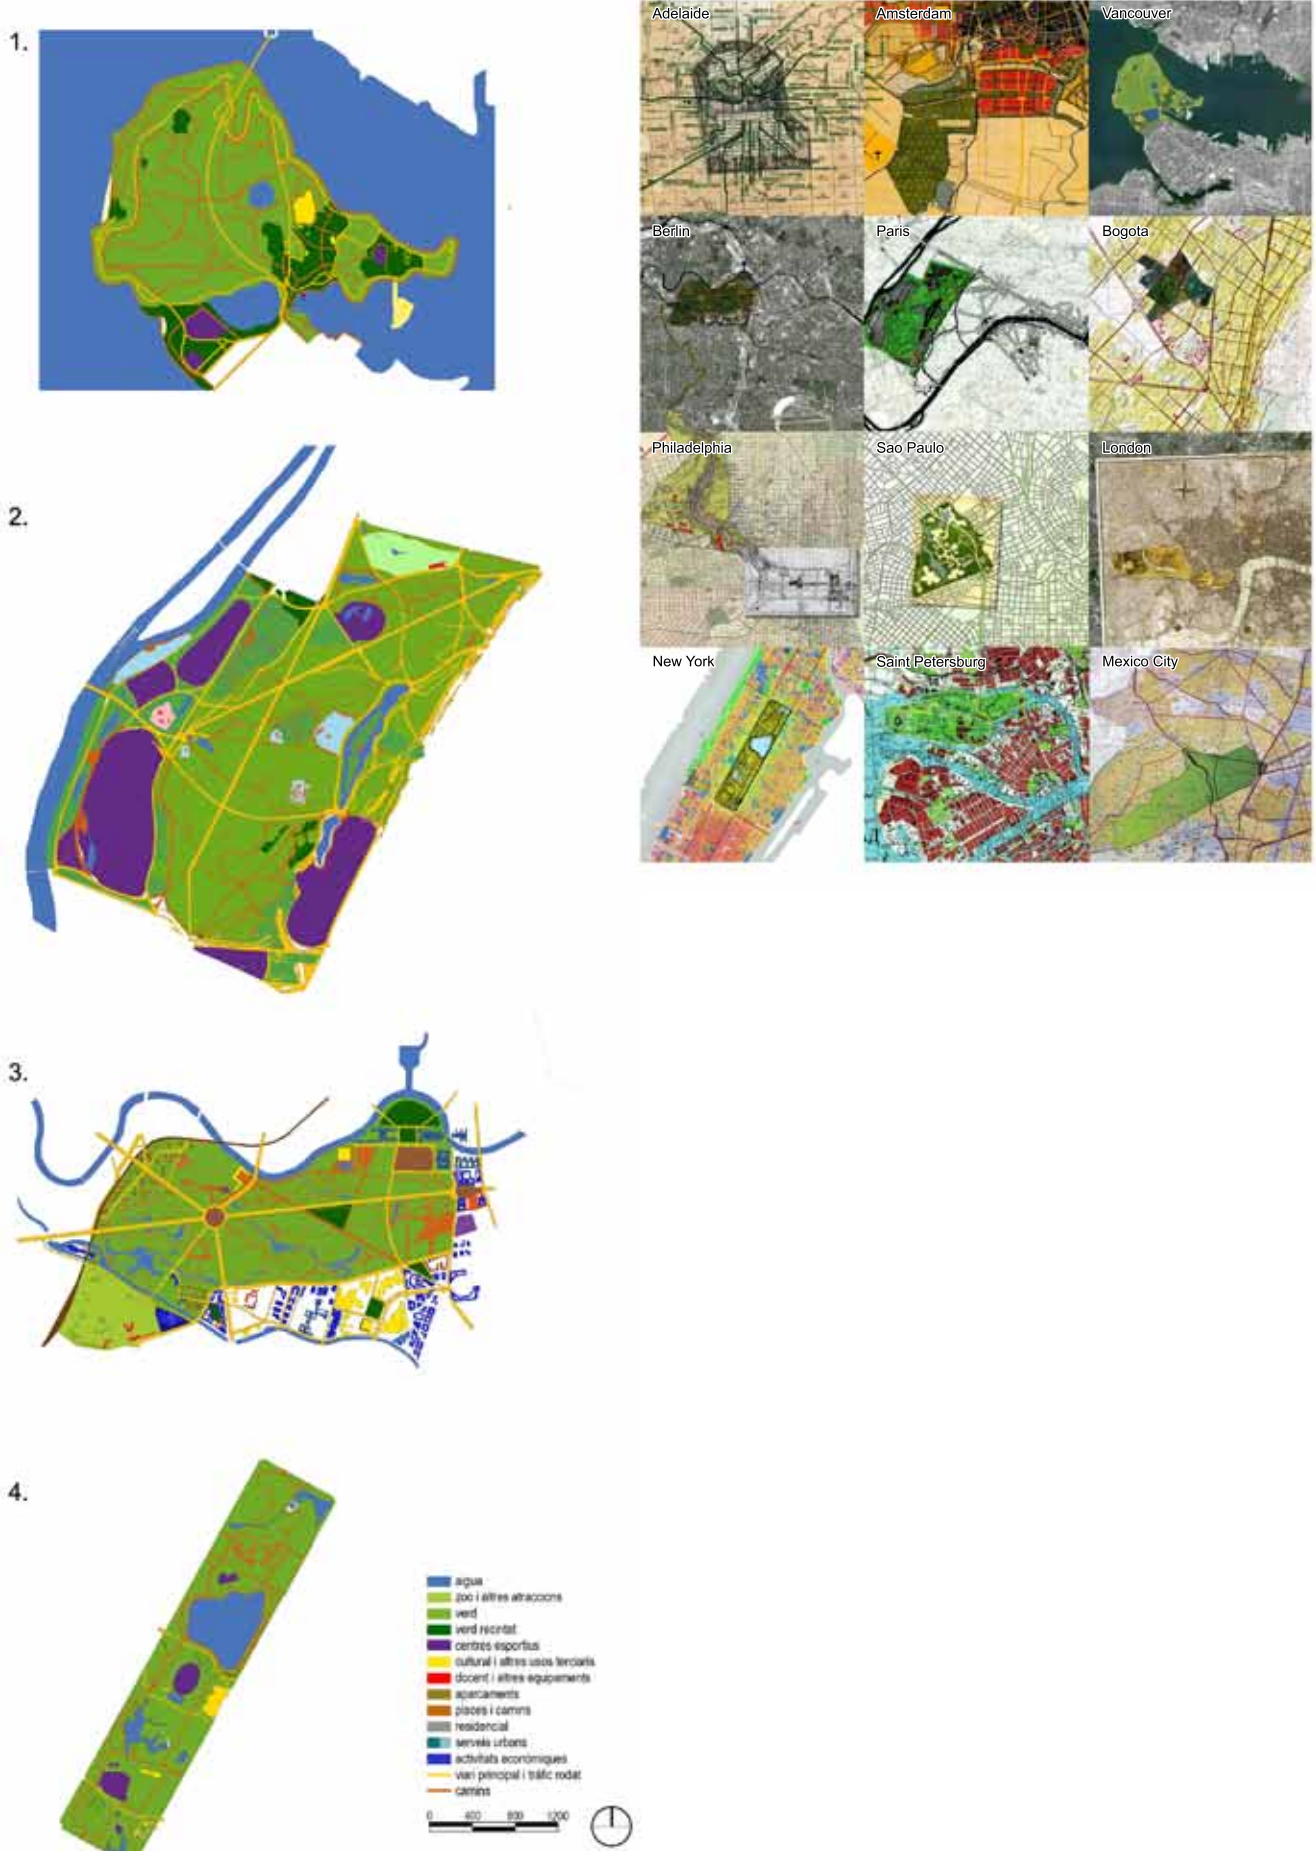 1.
2.
3.
4.
aigua
zoo i altres atraccions
verd
verd recintat
centres esportius
cultural i altres usos terciaris
docent i altres equipaments
aparcaments
places i camins
residencial
serveis urbans
activitats econòmiques
viari principal i tràfic rodat
camins
0 400 800 1200
Adelaide
Amsterdam
Vancouver
Berlin
Paris
Bogota
Philadelphia
Sao Paulo
London
New York
Saint Petersburg
Mexico City